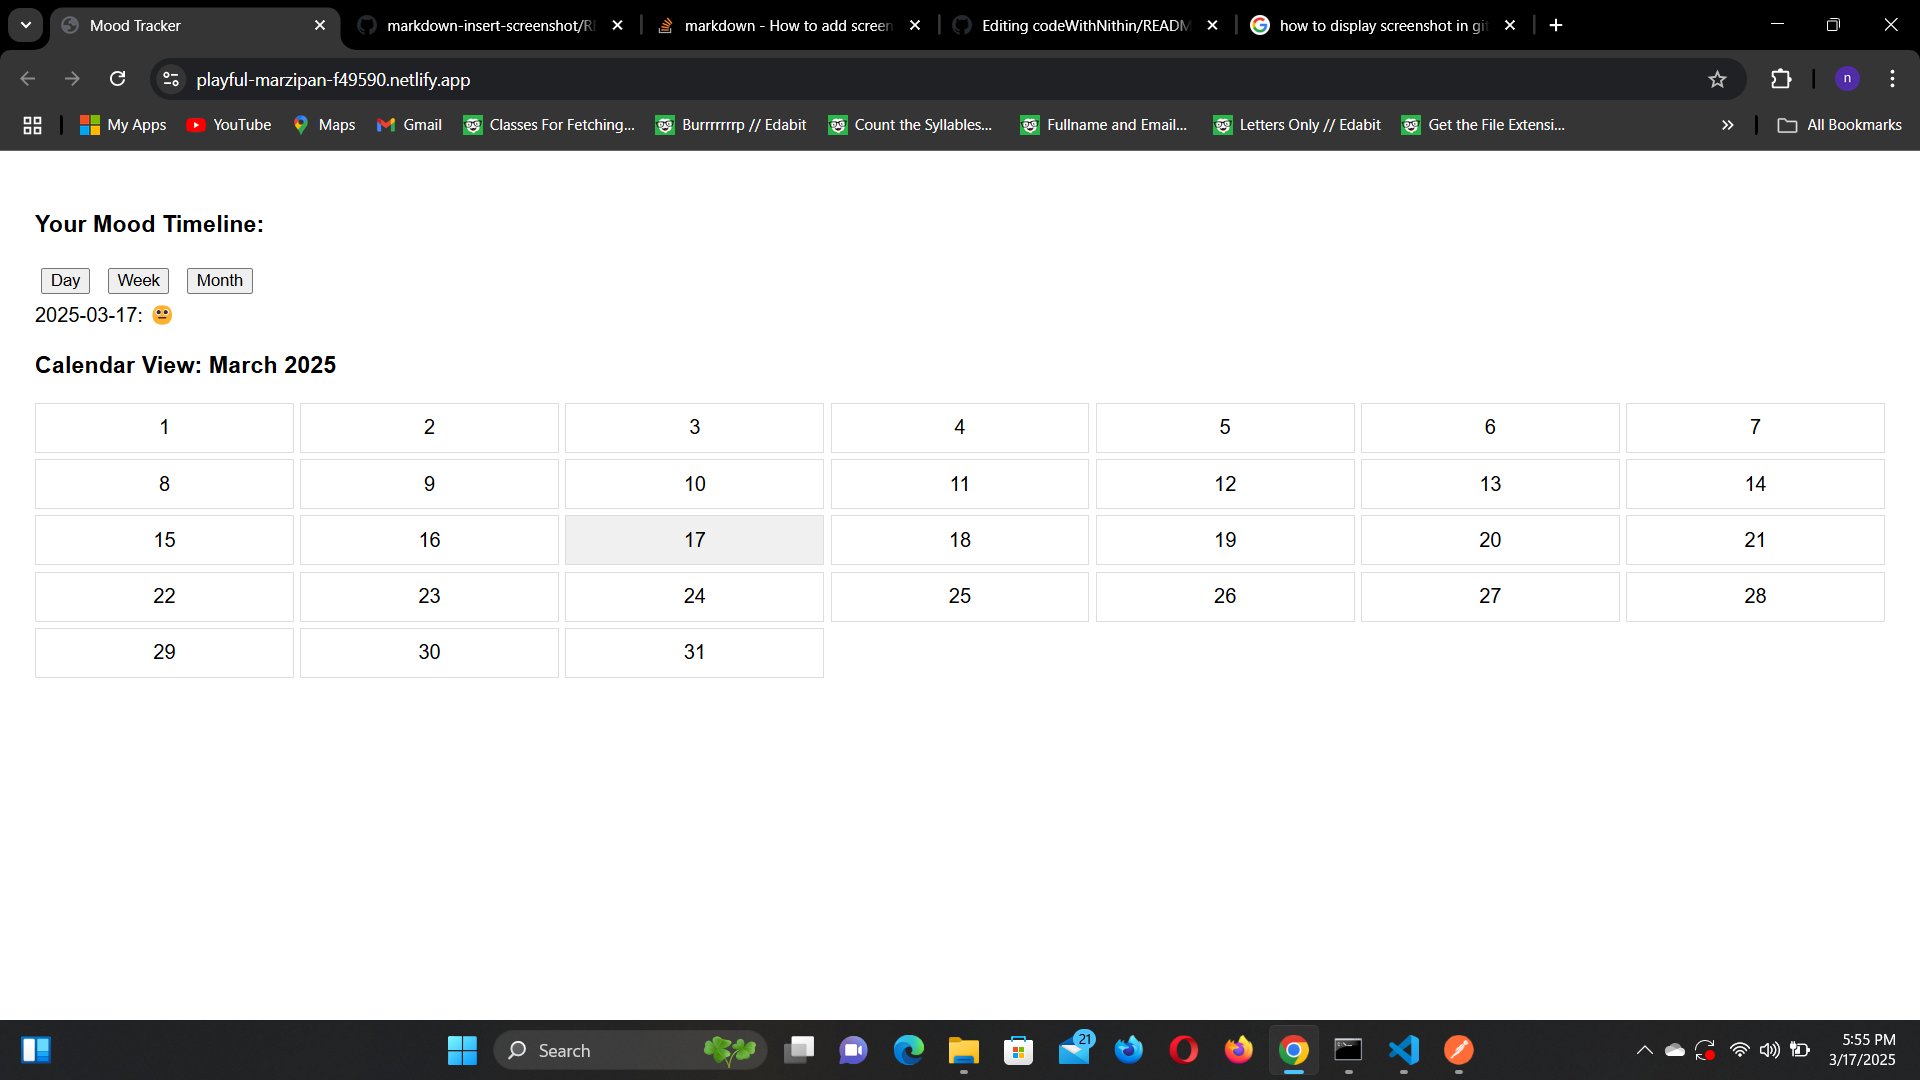 Mood Tracker
markdown-insert-screenshot/RE
markdown - How to add screen
Editing codeWithNithin/READM
how to display screenshot in git
playful-marzipan-f49590.netlify.app
n
My Apps
YouTube
Maps
Gmail
Classes For Fetching...
Burrrrrrrp // Edabit
Count the Syllables...
Fullname and Email...
Letters Only // Edabit
Get the File Extensi...
All Bookmarks
Your Mood Timeline:
Day Week Month
2025-03-17: 😐
Calendar View: March 2025
1 2 3 4 5 6 7
8 9 10 11 12 13 14
15 16 17 18 19 20 21
22 23 24 25 26 27 28
29 30 31
Search
21
5:55 PM
3/17/2025